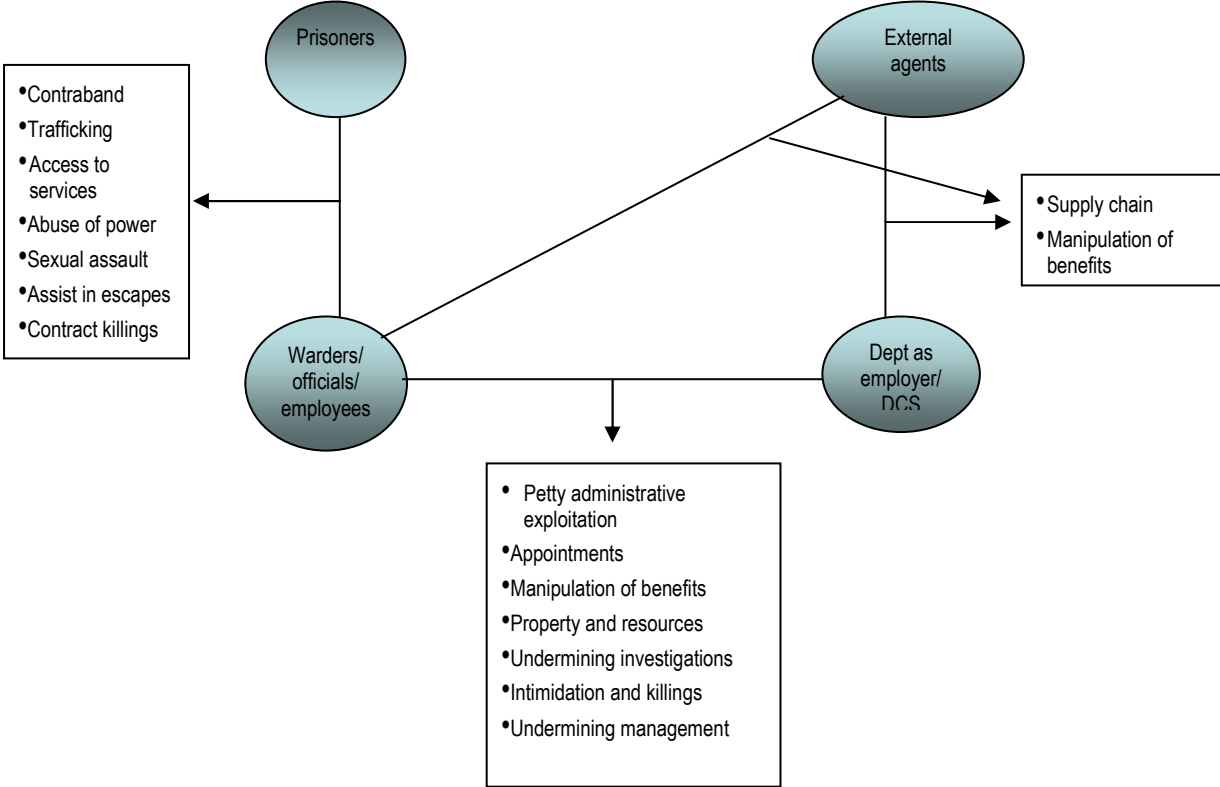 Prisoners
External
agents
•Contraband
•Trafficking
•Access to
services
•Abuse of power
•Sexual assault
•Assist in escapes
•Contract killings
•Supply chain
•Manipulation of
benefits
Warders/
officials/
employees
Dept as
employer/
DCS
• Petty administrative
exploitation
•Appointments
•Manipulation of benefits
•Property and resources
•Undermining investigations
•Intimidation and killings
•Undermining management